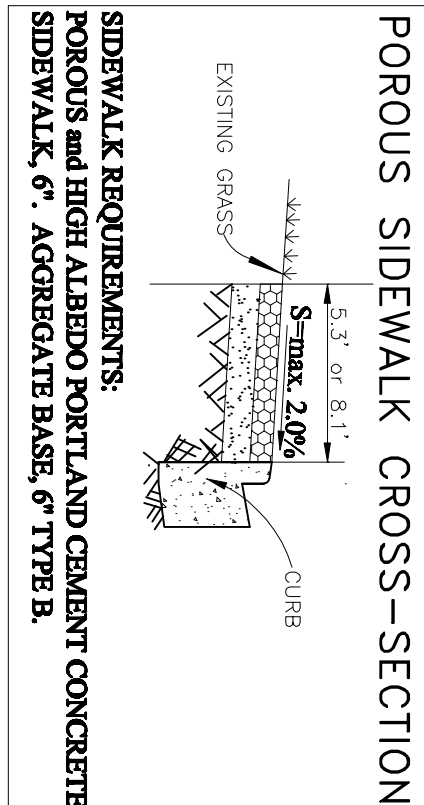 POROUS SIDEWALK CROSS-SECTION
5.3' or 8.1'
S=max. 2.0%
EXISTING GRASS
CURB
SIDEWALK REQUIREMENTS:
POROUS and HIGH ALBEDO PORTLAND CEMENT CONCRETE
SIDEWALK, 6". AGGREGATE BASE, 6" TYPE B.